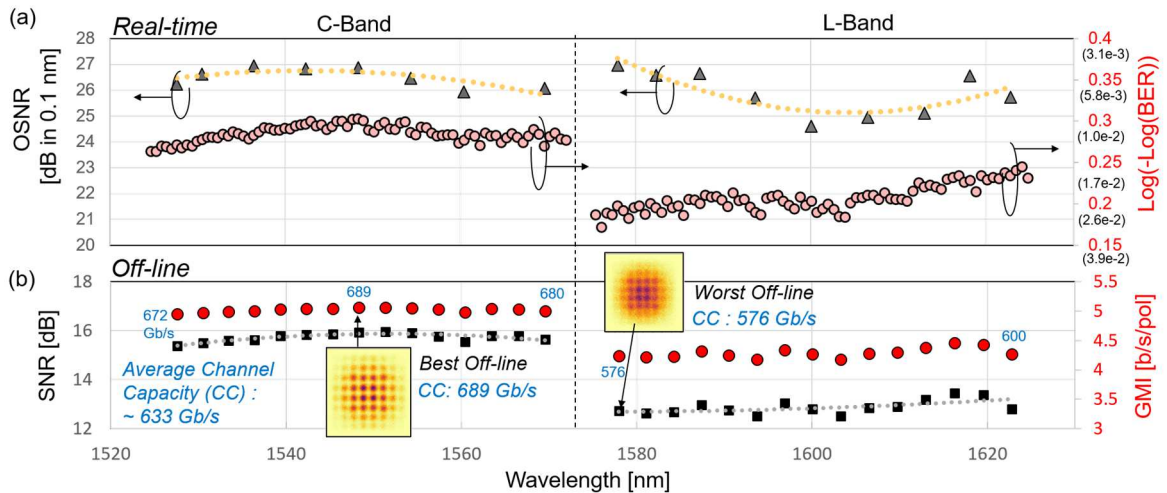 (a)
Real-time
C-Band
L-Band
28
27
26
25
24
23
22
21
20
OSNR
[dB in 0.1 nm]
0.4
(3.1e-3)
0.35
(5.8e-3)
0.3
(1.0e-2)
0.25
(1.7e-2)
0.2
(2.6e-2)
0.15
(3.9e-2)
Log(-Log(BER))
(b)
Off-line
18
16
14
12
SNR [dB]
672
Gb/s
689
680
Average Channel
Capacity (CC) :
~ 633 Gb/s
Best Off-line
CC: 689 Gb/s
Worst Off-line
CC : 576 Gb/s
576
600
5.5
5
4.5
4
3.5
3
GMI [b/s/pol]
1520
1540
1560
1580
1600
1620
Wavelength [nm]